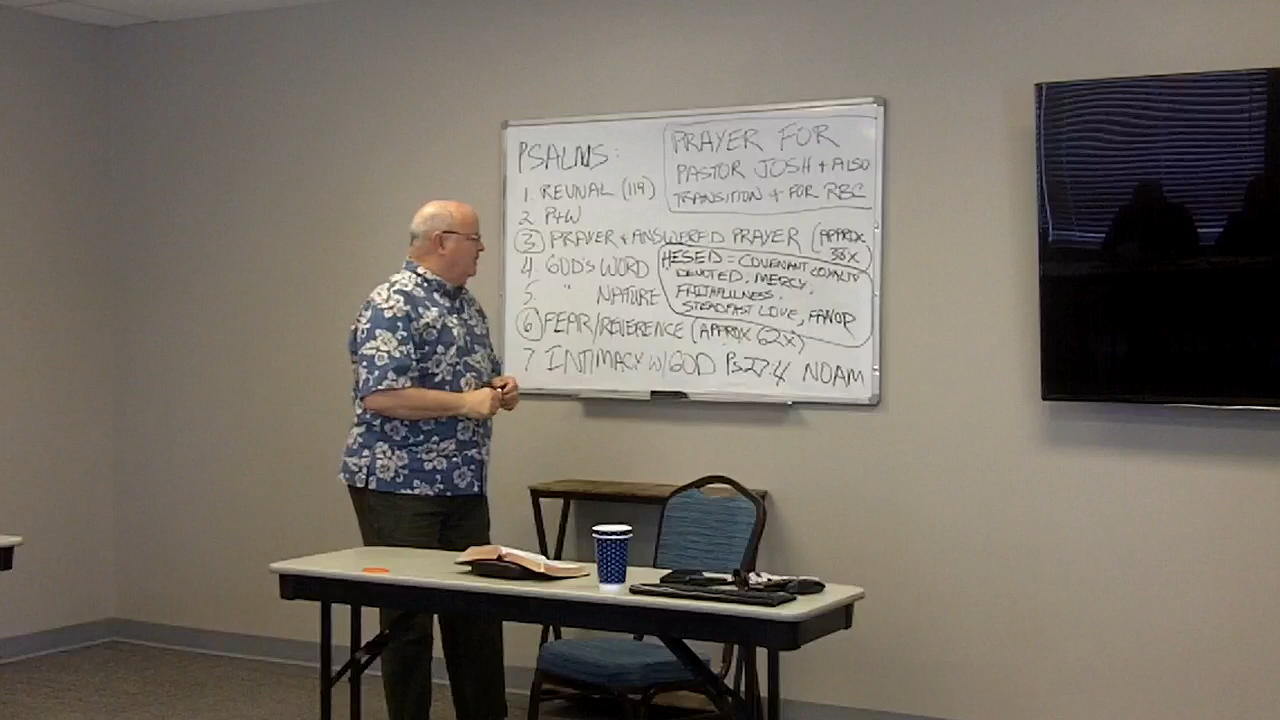 PSALMS:
PRAYER FOR
PASTOR JOSH + ALSO
TRANSITION + FOR RBC
1. REVIVAL (119)
2 P+W
3 PRAYER + ANSWERED PRAYER (APPROX
38X
4. GOD'S WORD
5. " NATURE
HESED = COVENANT LOYALTY
DEVOTED, MERCY,
FAITHFULNESS,
STEADFAST LOVE, FAVOR
6 FEAR/REVERENCE (APPROX 62X)
7 INTIMACY W/GOD Ps27:4 NOAM